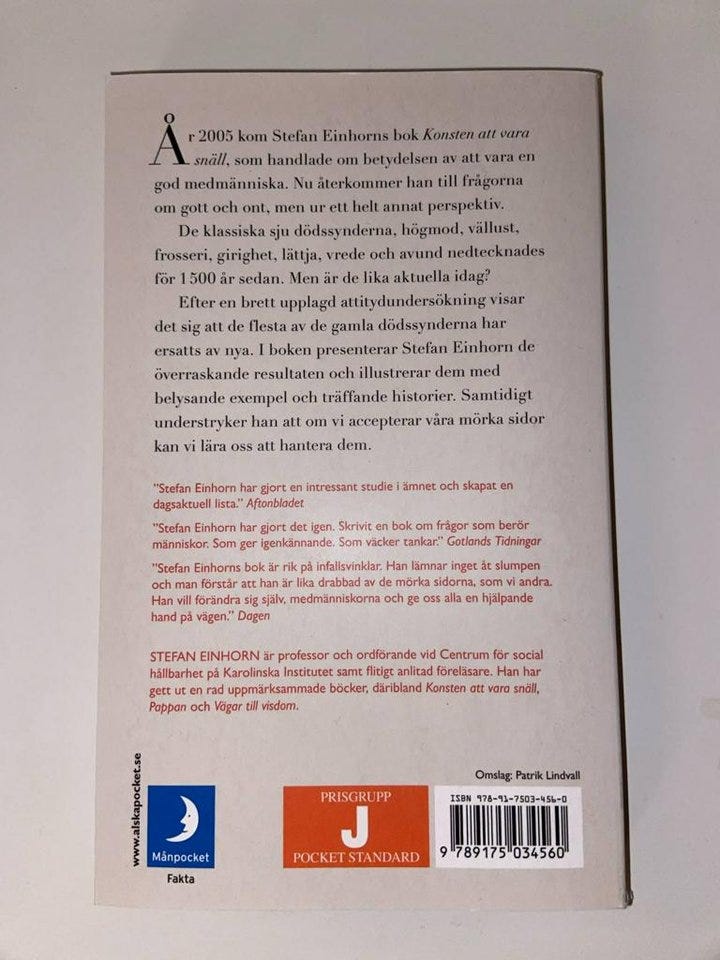 År 2005 kom Stefan Einhorns bok Konsten att vara
snäll, som handlade om betydelsen av att vara en
god medmänniska. Nu återkommer han till frågorna
om gott och ont, men ur ett helt annat perspektiv.
De klassiska sju dödssynderna, högmod, vällust,
frosseri, girighet, lättja, vrede och avund nedtecknades
för 1 500 år sedan. Men är de lika aktuella idag?
Efter en brett upplagd attitydundersökning visar
det sig att de flesta av de gamla dödssynderna har
ersatts av nya. I boken presenterar Stefan Einhorn de
överraskande resultaten och illustrerar dem med
belysande exempel och träffande historier. Samtidigt
understryker han att om vi accepterar våra mörka sidor
kan vi lära oss att hantera dem.
"Stefan Einhorn har gjort en intressant studie i ämnet och skapat en
dagsaktuell lista." Aftonbladet
"Stefan Einhorn har gjort det igen. Skrivit en bok om frågor som berör
människor. Som ger igenkännande. Som väcker tankar." Gotlands Tidningar
"Stefan Einhorns bok är rik på infallsvinklar. Han lämnar inget åt slumpen
och man förstår att han är lika drabbad av de mörka sidorna, som vi andra.
Han vill förändra sig själv, medmänniskorna och ge oss alla en hjälpande
hand på vägen." Dagen
STEFAN EINHORN är professor och ordförande vid Centrum för social
hållbarhet på Karolinska Institutet samt flitigt anlitad föreläsare. Han har
gett ut en rad uppmärksammade böcker, däribland Konsten att vara snäll,
Pappan och Vägar till visdom.
www.alskapocket.se
Månpocket
Fakta
PRISGRUPP
J
POCKET STANDARD
Omslag: Patrik Lindvall
ISBN 978-91-7503-456-0
9 789175 034560